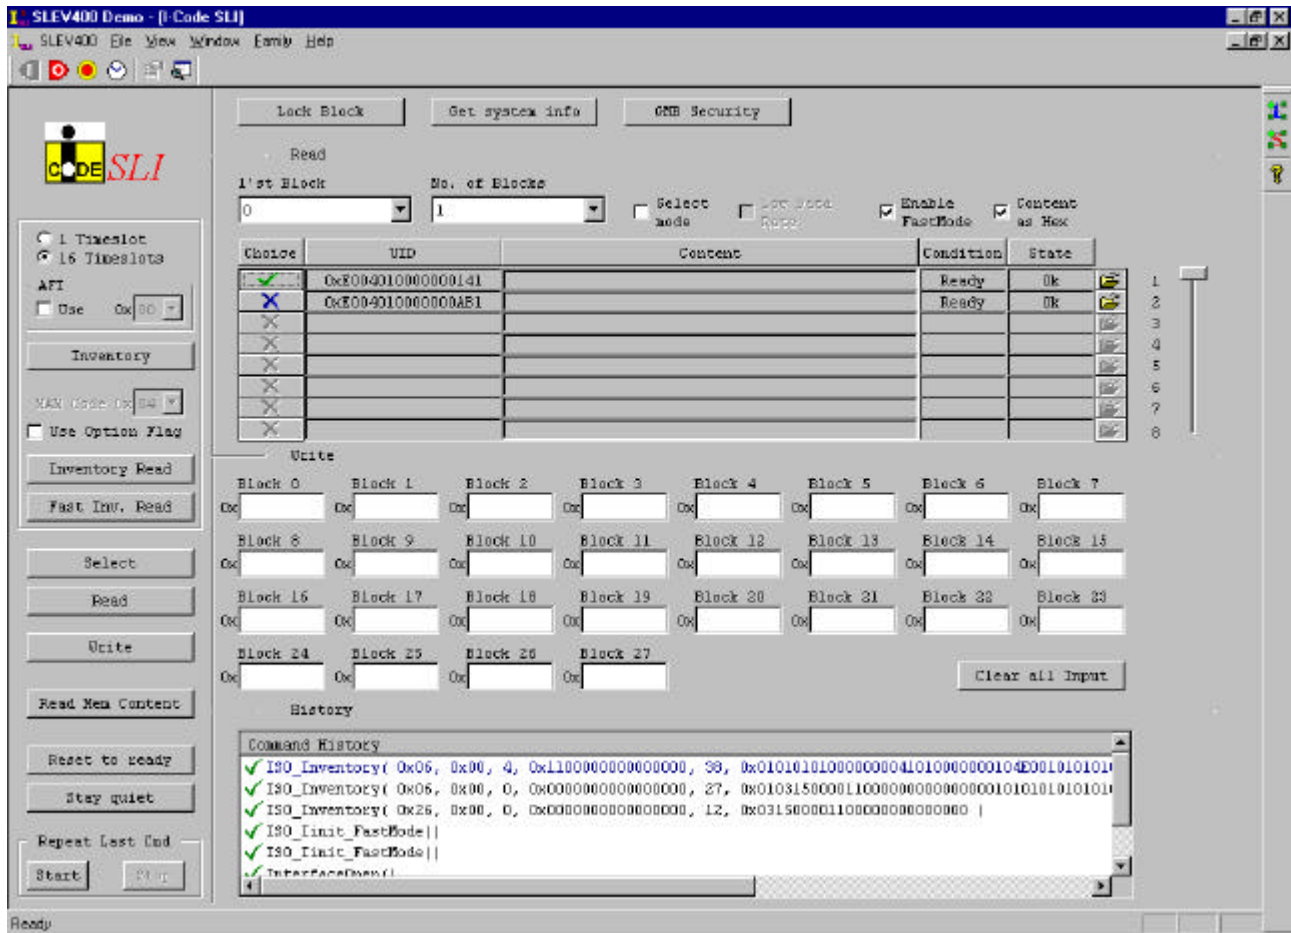 SLEV400 Demo - [I-Code SLI]
SLEV400 File View Window Family Help
Lock Block Get system info QMB Security
i CODE SLI
Read
1'st Block No. of Blocks
0 1 Select mode Enable FastMode Content as Hex
1 Timeslot
16 Timeslots
AFI
Use 0x 00
Inventory
Code 0x
Use Option Flag
Inventory Read
Fast Inv. Read
Select
Read
Write
Read Mem Content
Reset to ready
Stay quiet
Repeat Last Cmd
Start Stop
Choice UID Content Condition State
0xE004010000000141 Ready Ok 1
0xE004010000000AB1 Ready Ok 2
3
4
5
6
7
8
Write
Block 0 Block 1 Block 2 Block 3 Block 4 Block 5 Block 6 Block 7
0x 0x 0x 0x 0x 0x 0x 0x
Block 8 Block 9 Block 10 Block 11 Block 12 Block 13 Block 14 Block 15
0x 0x 0x 0x 0x 0x 0x 0x
Block 16 Block 17 Block 18 Block 19 Block 20 Block 21 Block 22 Block 23
0x 0x 0x 0x 0x 0x 0x 0x
Block 24 Block 25 Block 26 Block 27
0x 0x 0x 0x Clear all Input
History
Command History
ISO_Inventory( 0x06, 0x00, 4, 0x1100000000000000, 38,
ISO_Inventory( 0x06, 0x00, 0, 0x0000000000000000, 27,
ISO_Inventory( 0x26, 0x00, 0, 0x0000000000000000, 12, 0x031500001100000000000000 |
ISO_Iinit_FastMode||
ISO_Iinit_FastMode||
InterfaceOpen(|
Ready